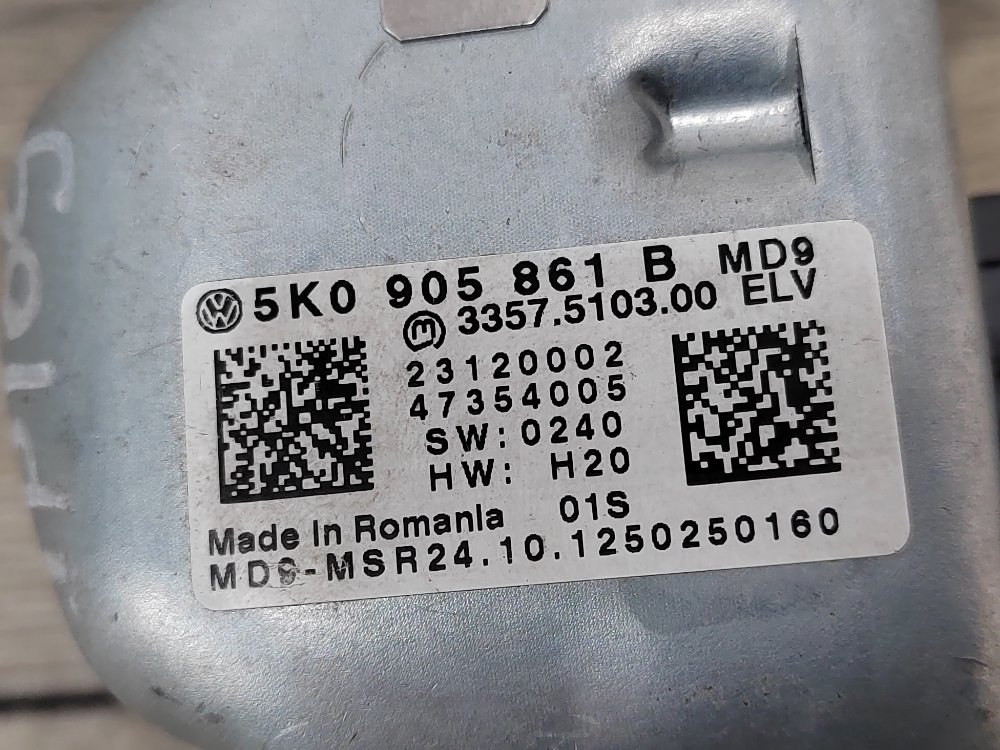 5K0 905 861 B MD9
3357.5103.00 ELV
23120002
47354005
SW:0240
HW: H20
Made In Romania 01S
MD9-MSR24.10.1250250160